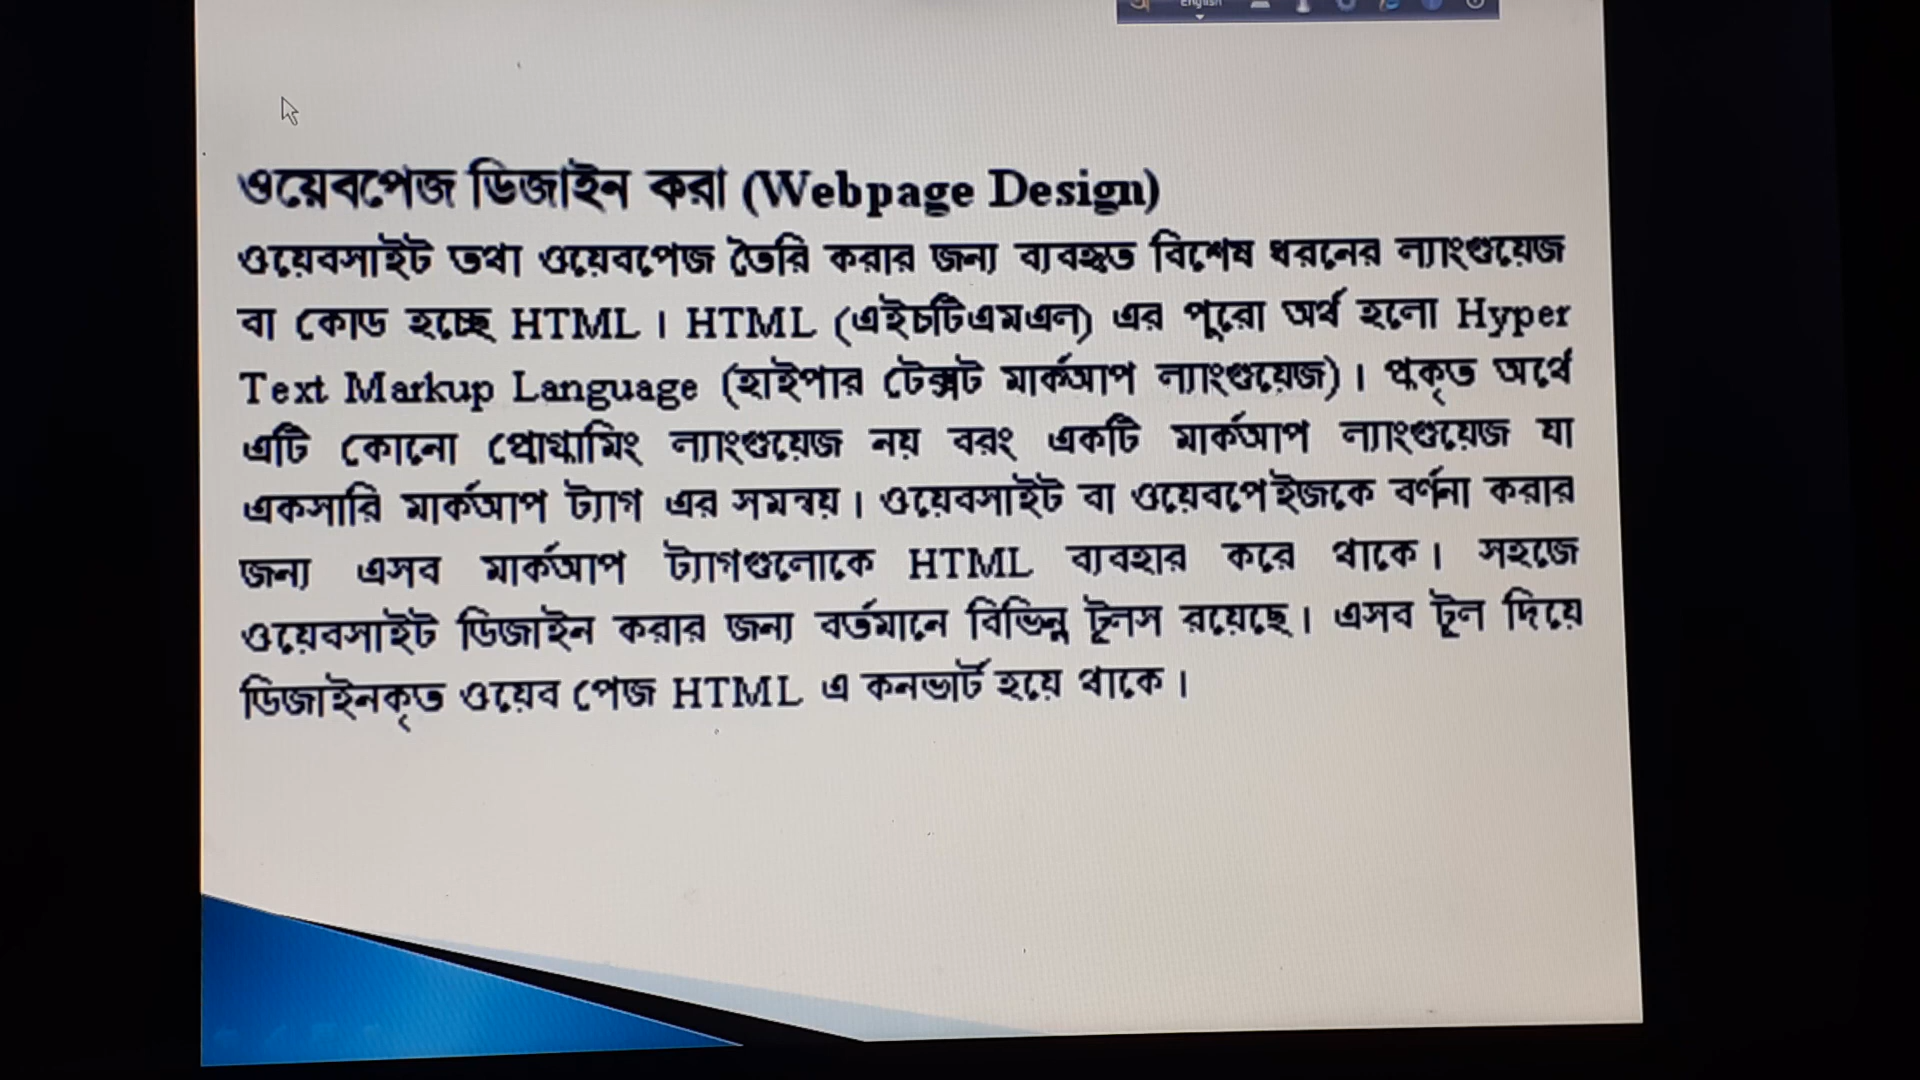 English
ওয়েবপেজ ডিজাইন করা (Webpage Design)
ওয়েবসাইট তথা ওয়েবপেজ তৈরি করার জন্য ব্যবহৃত বিশেষ ধরনের ল্যাংগুয়েজ
বা কোড হচ্ছে HTML । HTML (এইচটিএমএল) এর পুরো অর্থ হলো Hyper
Text Markup Language (হাইপার টেক্সট মার্কআপ ল্যাংগুয়েজ) । প্রকৃত অর্থে
এটি কোনো প্রোগ্রামিং ল্যাংগুয়েজ নয় বরং একটি মার্কআপ ল্যাংগুয়েজ যা
একসারি মার্কআপ ট্যাগ এর সমন্বয় । ওয়েবসাইট বা ওয়েবপেইজকে বর্ণনা করার
জন্য এসব মার্কআপ ট্যাগগুলোকে HTML ব্যবহার করে থাকে । সহজে
ওয়েবসাইট ডিজাইন করার জন্য বর্তমানে বিভিন্ন টুলস রয়েছে । এসব টুল দিয়ে
ডিজাইনকৃত ওয়েব পেজ HTML এ কনভার্ট হয়ে থাকে ।